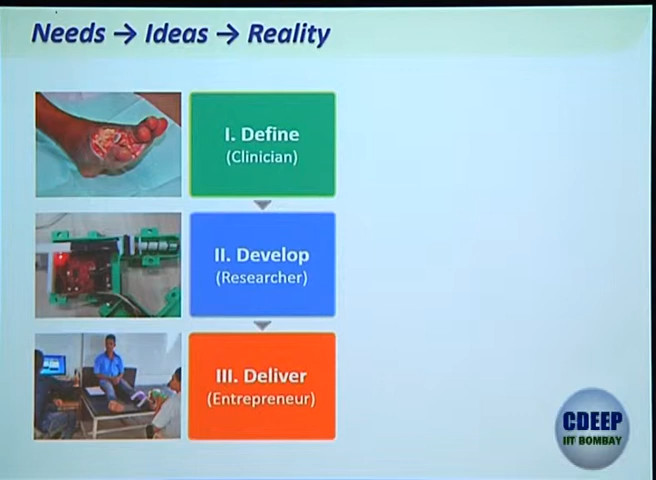 Needs → Ideas → Reality
I. Define
(Clinician)
II. Develop
(Researcher)
III. Deliver
(Entrepreneur)
CDEEP
IIT BOMBAY